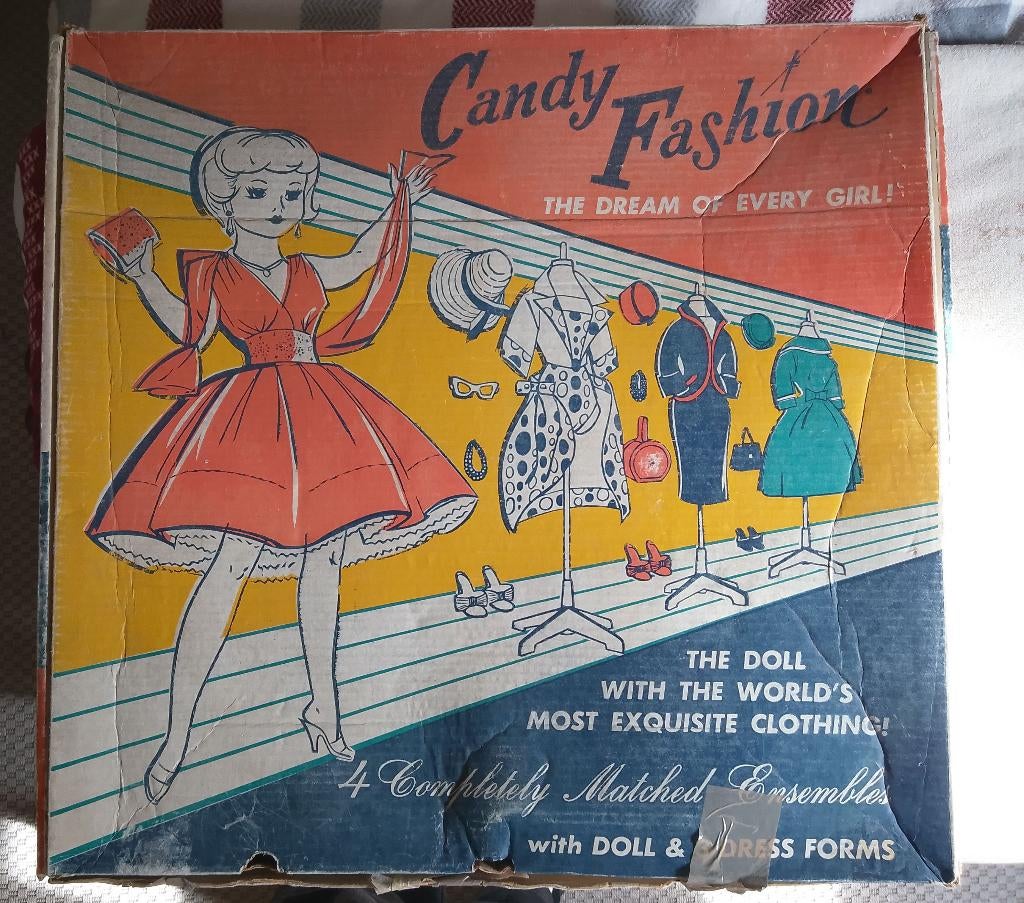 Candy
Fashion
THE DREAM OF EVERY GIRL!
THE DOLL
WITH THE WORLD'S
MOST EXQUISITE CLOTHING!
4 Completely Matched Ensembles
with DOLL & DRESS FORMS